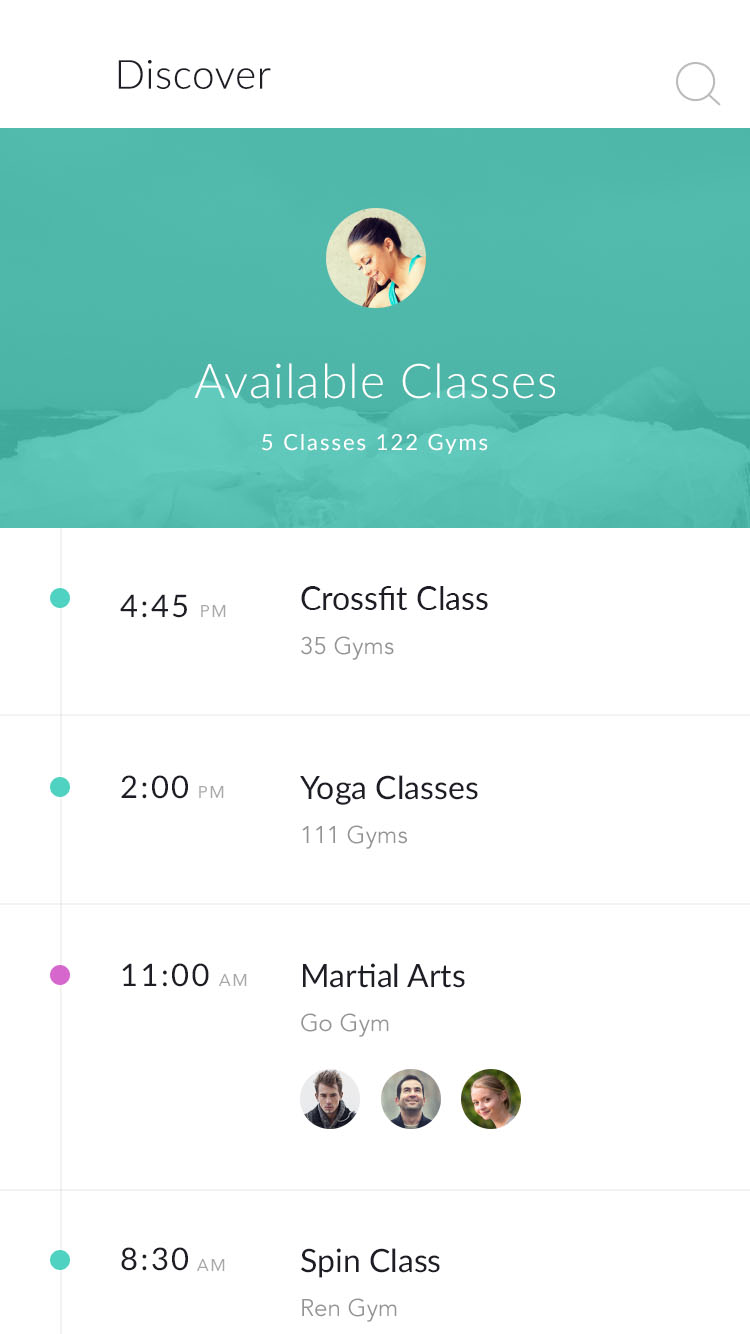 Discover
Available Classes
5 Classes 122 Gyms
4:45 PM
Crossfit Class
35 Gyms
2:00 PM
Yoga Classes
111 Gyms
11:00 AM
Martial Arts
Go Gym
8:30 AM
Spin Class
Ren Gym